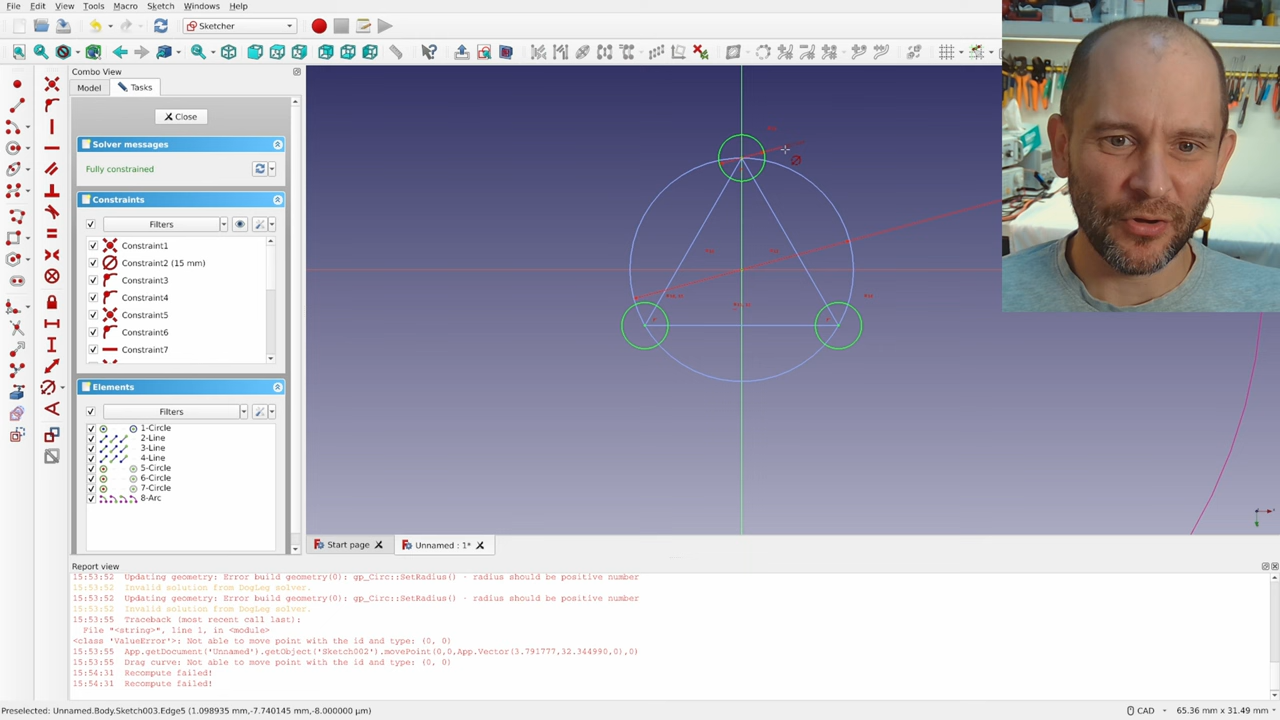 File Edit View Tools Macro Sketch Windows Help
Sketcher
Combo View
Model Tasks
Close
Solver messages
Fully constrained
Constraints
Filters
Constraint1
Constraint2 (15 mm)
Constraint3
Constraint4
Constraint5
Constraint6
Constraint7
Elements
Filters
1-Circle
2-Line
3-Line
4-Line
5-Circle
6-Circle
7-Circle
8-Arc
Start page Unnamed : 1*
Report view
15:53:52 Updating geometry: Error build geometry(0): gp_Circ::SetRadius() - radius should be positive number
15:53:52 Invalid solution from DogLeg solver.
15:53:52 Updating geometry: Error build geometry(0): gp_Circ::SetRadius() - radius should be positive number
15:53:52 Invalid solution from DogLeg solver.
15:53:55 Traceback (most recent call last):
File "<string>", line 1, in <module>
<class 'ValueError'>: Not able to move point with the id and type: (0, 0)
15:53:55 App.getDocument('Unnamed').getObject('Sketch002').movePoint(0,0,App.Vector(3.791777,32.344990,0),0)
15:53:55 Drag curve: Not able to move point with the id and type: (0, 0)
15:54:31 Recompute failed!
15:54:31 Recompute failed!
Preselected: Unnamed.Body.Sketch003.Edge5 (1.098935 mm,-7.740145 mm,-8.000000 µm)
CAD 65.36 mm x 31.49 mm